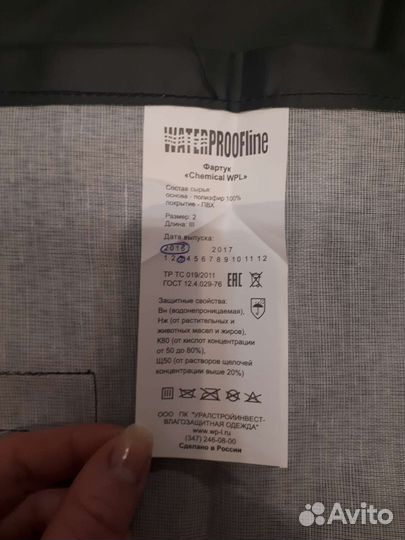 WATERPROOFline
Фартук
«Chemical WPL»
Состав сырья:
основа - полиэфир 100%
покрытие - ПВХ
Размер: 2
Длина: III
Дата выпуска:
2016 2017
1 2 3 4 5 6 7 8 9 10 11 12
ТР ТС 019/2011 ЕАС
ГОСТ 12.4.029-76
Защитные свойства:
Вн (водонепроницаемая),
Нж (от растительных и
животных масел и жиров),
К80 (от кислот концентрации
от 50 до 80%),
Щ50 (от растворов щелочей
концентрации выше 20%)
ООО ПК "УРАЛСТРОЙИНВЕСТ-
ВЛАГОЗАЩИТНАЯ ОДЕЖДА"
www.wp-l.ru
(347) 246-08-00
Сделано в России
Avito